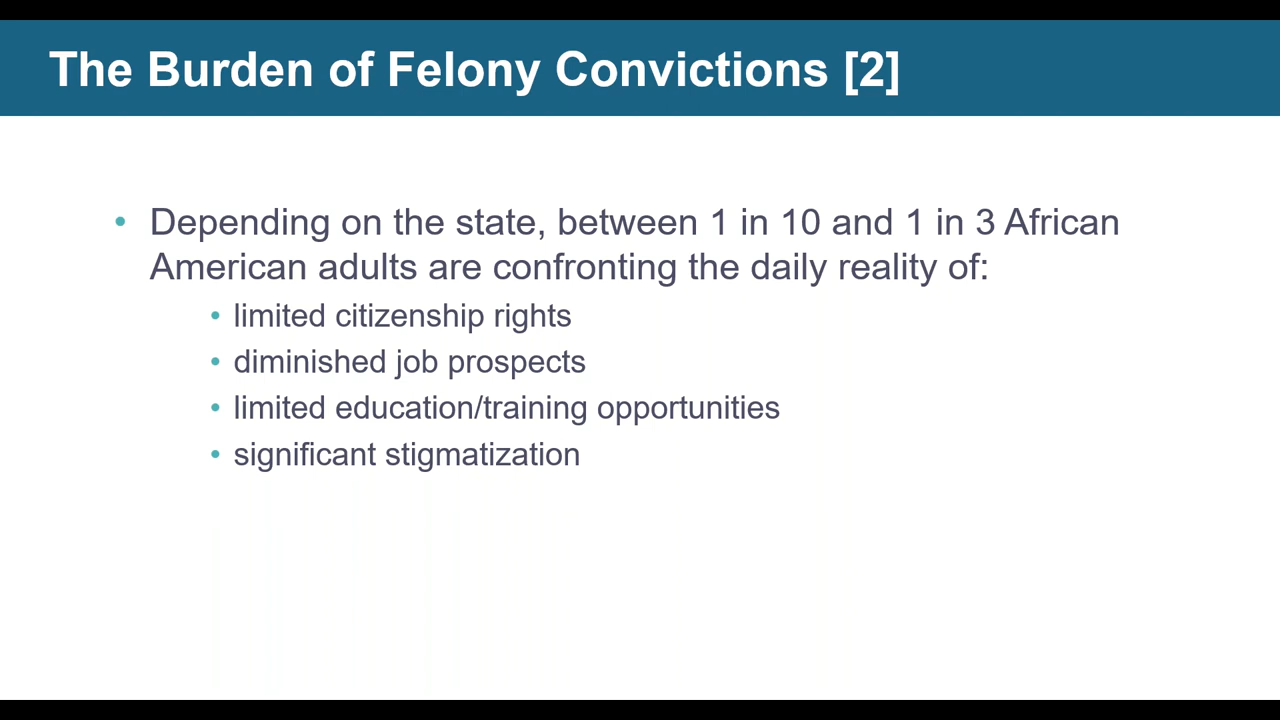 The Burden of Felony Convictions [2]
• Depending on the state, between 1 in 10 and 1 in 3 African
American adults are confronting the daily reality of:
• limited citizenship rights
• diminished job prospects
• limited education/training opportunities
• significant stigmatization